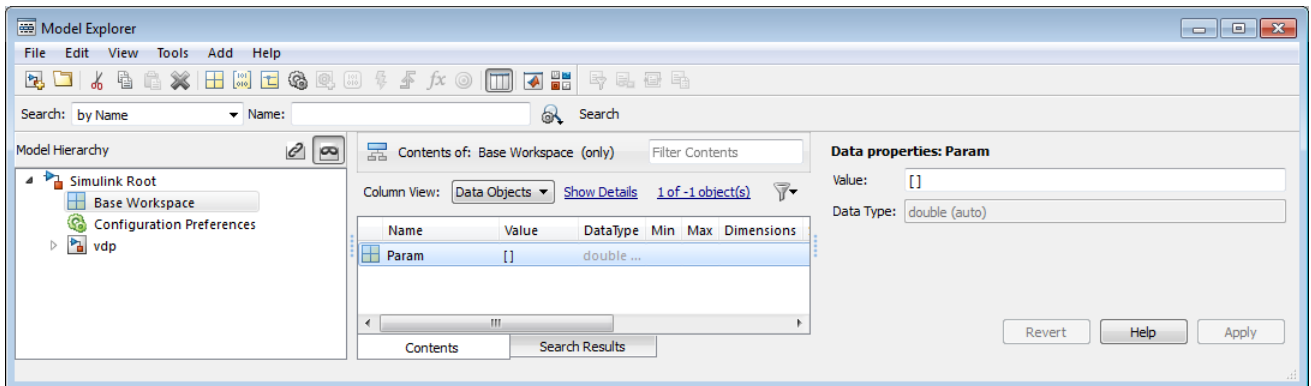 Model Explorer
File Edit View Tools Add Help
fx
Search: by Name Name: Search
Model Hierarchy
Simulink Root
Base Workspace
Configuration Preferences
vdp
Contents of: Base Workspace (only) Filter Contents
Column View: Data Objects Show Details 1 of -1 object(s)
Name Value DataType Min Max Dimensions
Param [] double ...
Contents Search Results
Data properties: Param
Value: []
Data Type: double (auto)
Revert Help Apply